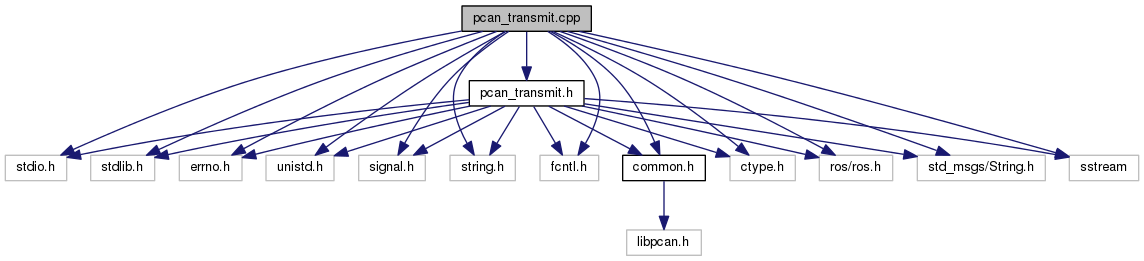 pcan_transmit.cpp
pcan_transmit.h
stdio.h
stdlib.h
errno.h
unistd.h
signal.h
string.h
fcntl.h
common.h
ctype.h
ros/ros.h
std_msgs/String.h
sstream
libpcan.h